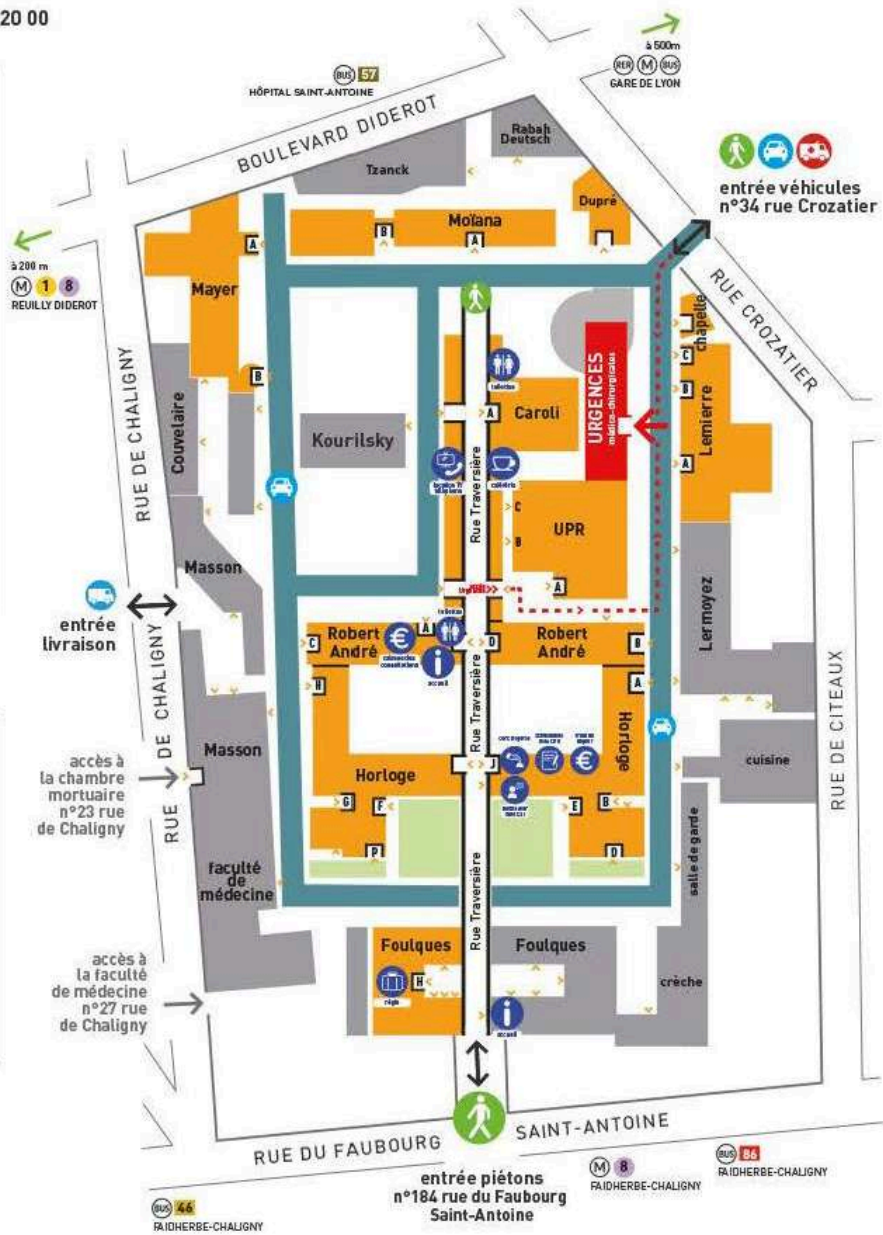 20 00
à 500m
RER M BUS
GARE DE LYON
BUS 57
HÔPITAL SAINT-ANTOINE
BOULEVARD DIDEROT
Rabah
Deutsch
Tzanck
entrée véhicules
n°34 rue Crozatier
Dupré
Moïana
B
A
A
à 200 m
M 1 8
REUILLY DIDEROT
Mayer
RUE CROZATIER
chapelle
C
B
Lemierre
A
URGENCES
médico-chirurgicales
toilettes
Caroli
A
B
RUE DE CHALIGNY
Couvelaire
Kourilsky
Rue Traversière
cafétéria
C
B
UPR
A
Masson
entrée
livraison
Lermoyez
toilettes
Robert
André
C
A
D
Robert
André
B
accueil
H
A
Rue Traversière
Horloge
RUE DE CHALIGNY
Masson
accès à
la chambre
mortuaire
n°23 rue
de Chaligny
Horloge
J
cuisine
RUE DE CITEAUX
G
F
E
B
P
D
faculté
de
médecine
Rue Traversière
salle de garde
Foulques
H
Foulques
crèche
accès à
la faculté
de médecine
n°27 rue
de Chaligny
régie
accueil
RUE DU FAUBOURG SAINT-ANTOINE
entrée piétons
n°184 rue du Faubourg
Saint-Antoine
M 8
FAIDHERBE-CHALIGNY
BUS 86
FAIDHERBE-CHALIGNY
BUS 46
FAIDHERBE-CHALIGNY